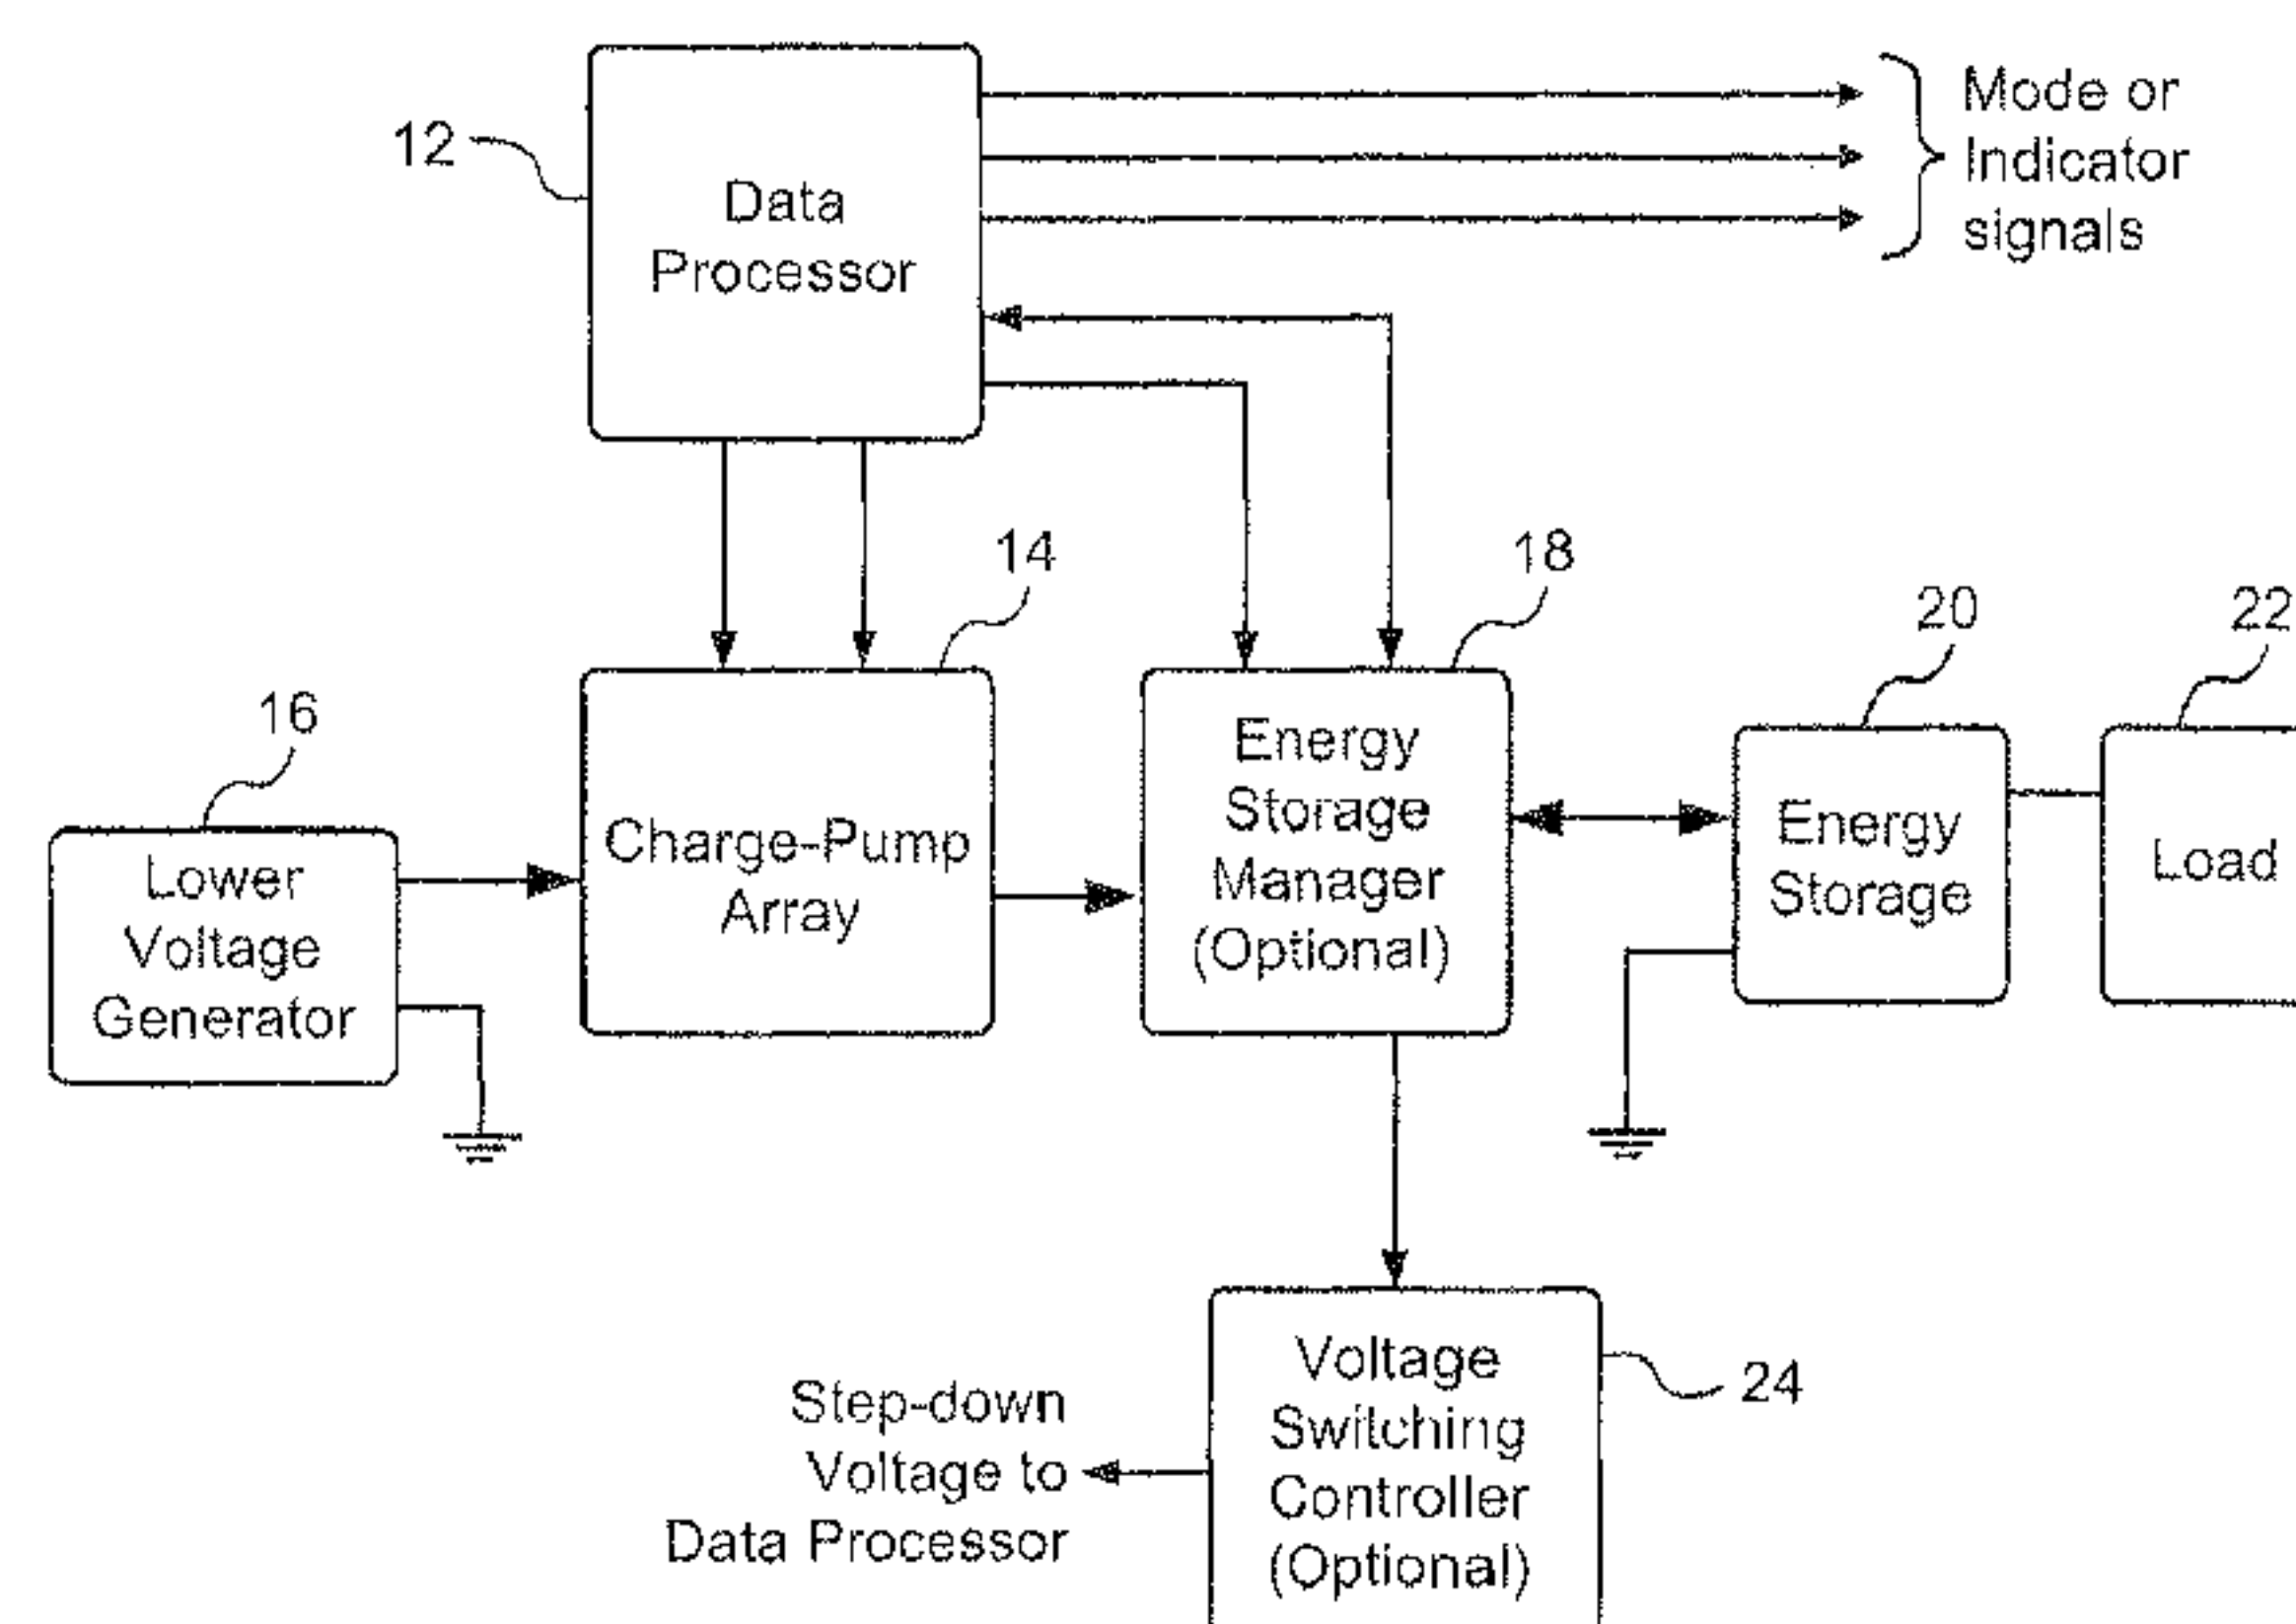 12
Data
Processor
Mode or
Indicator
signals
14
18
20
22
16
Lower
Voltage
Generator
Charge-Pump
Array
Energy
Storage
Manager
(Optional)
Energy
Storage
Load
Voltage
Switching
Controller
(Optional)
24
Step-down
Voltage to
Data Processor